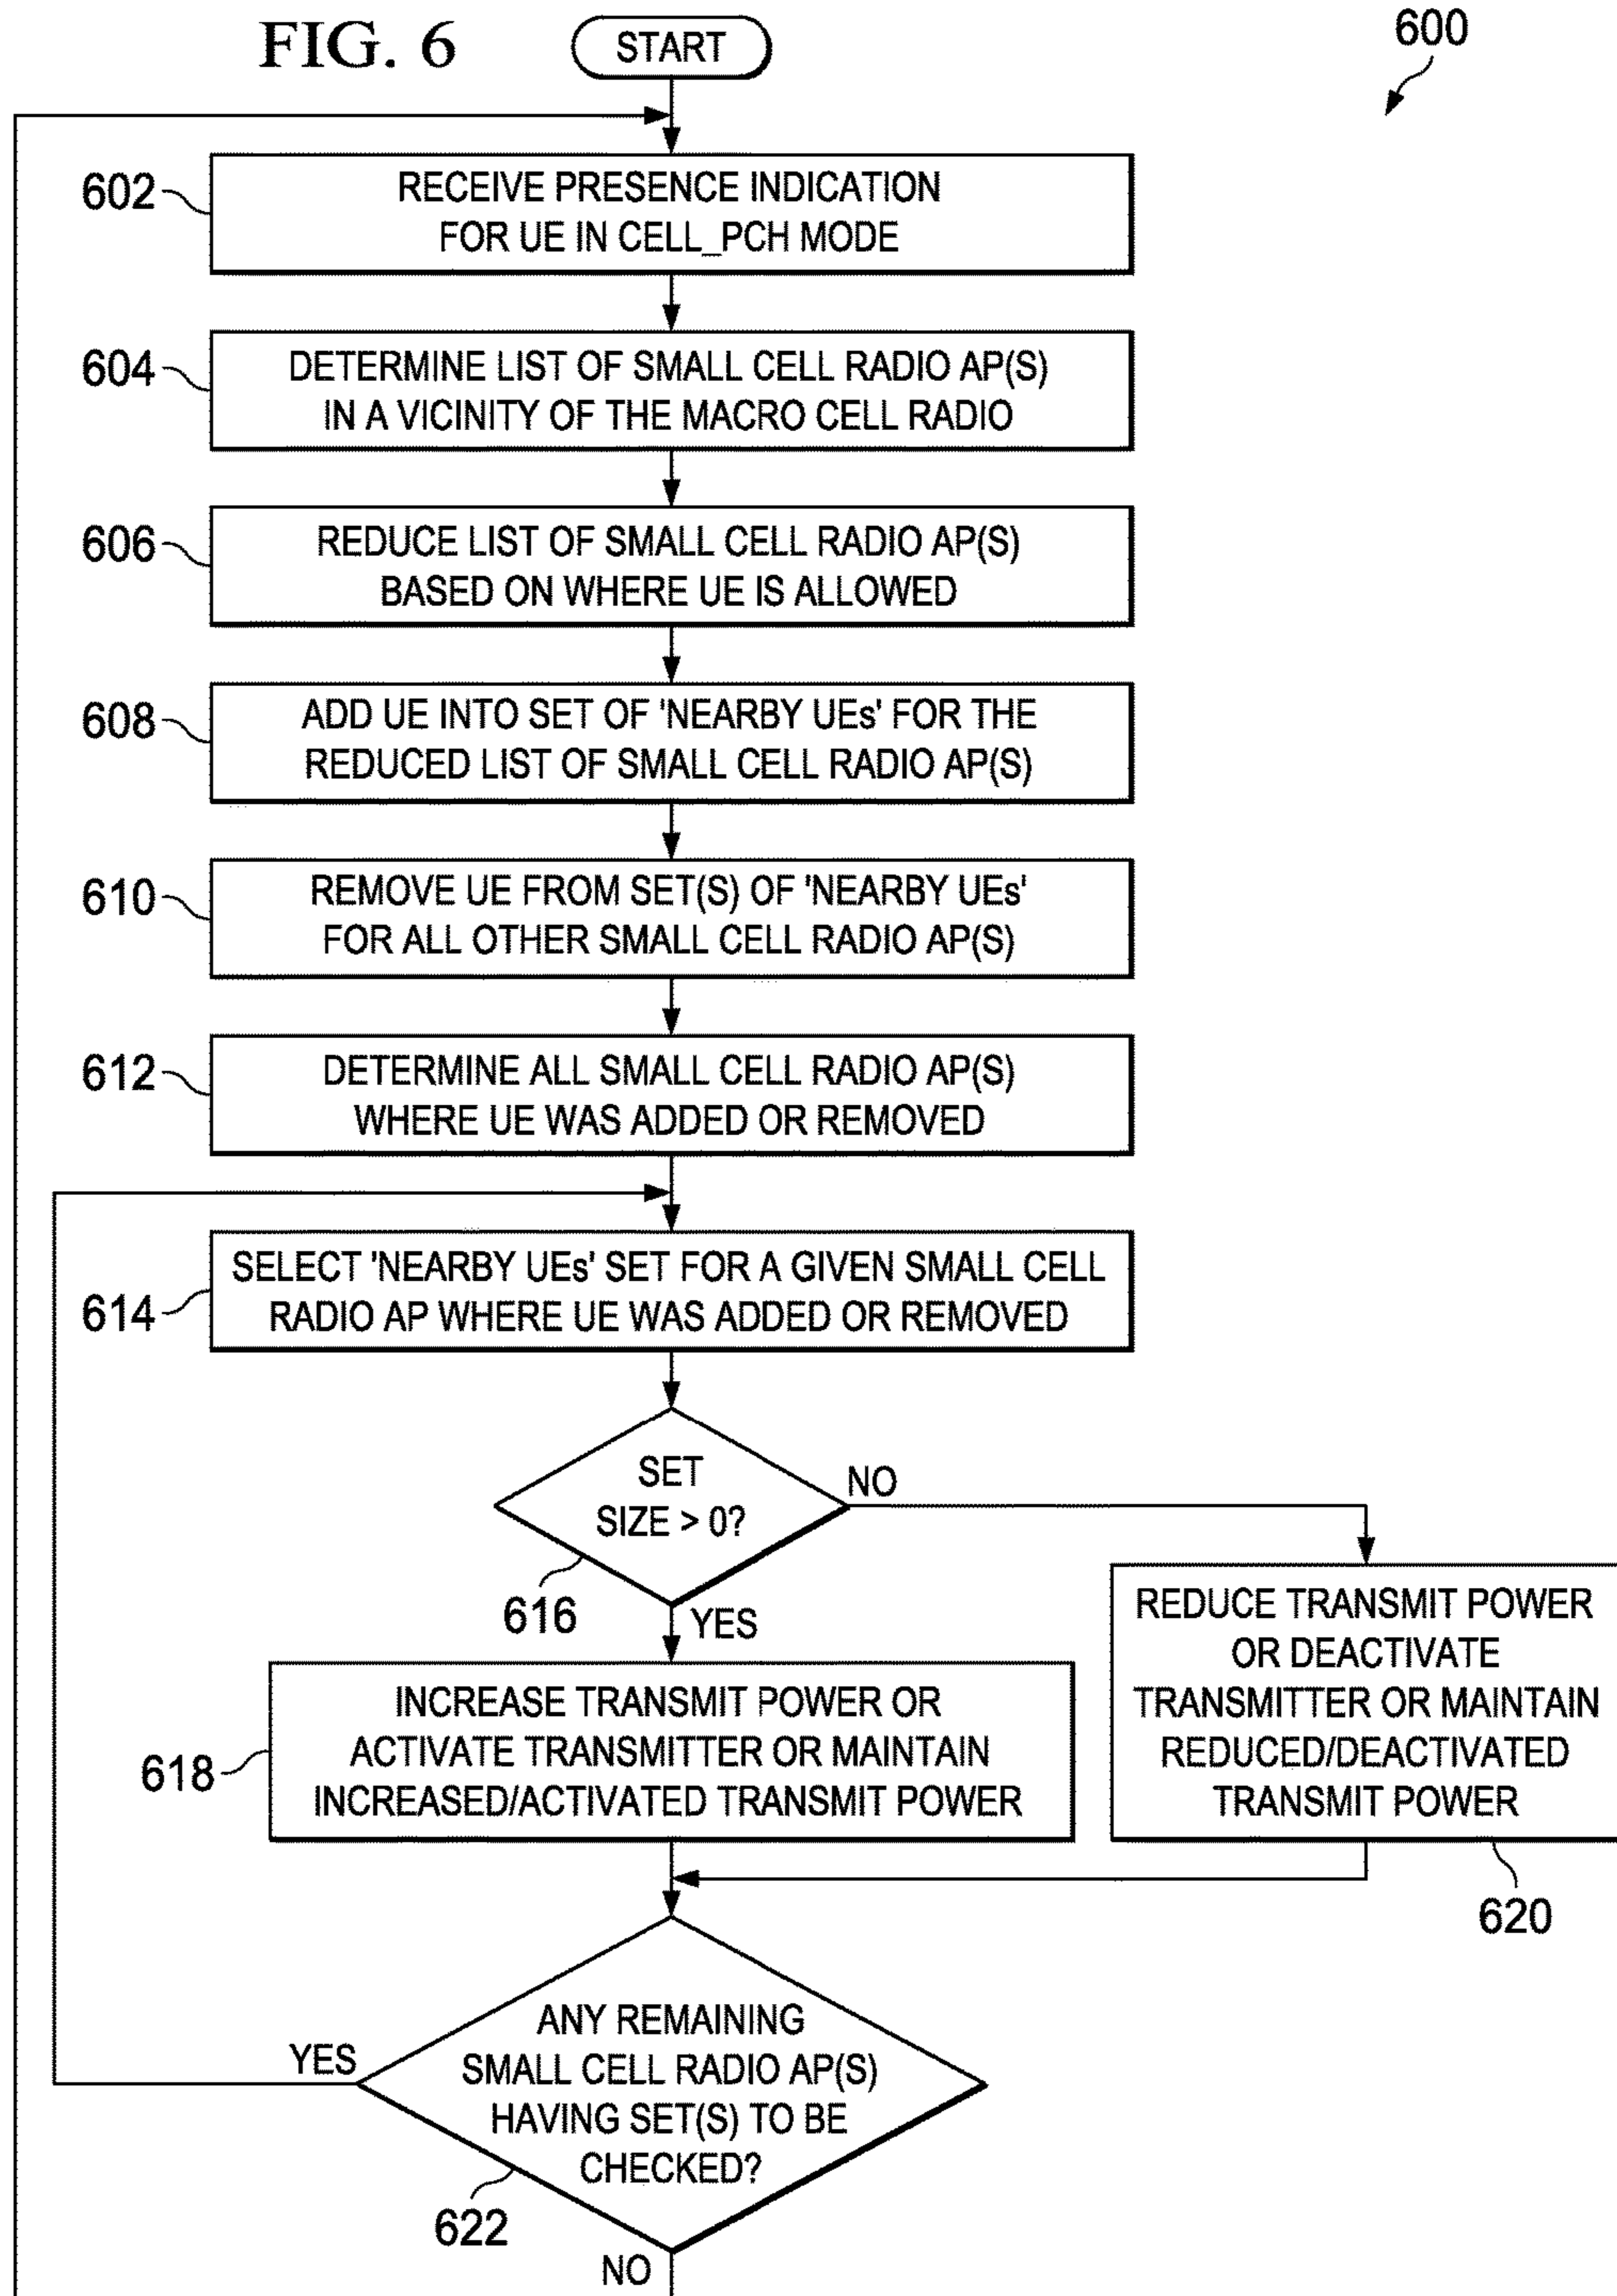 FIG. 6
START
600
602
RECEIVE PRESENCE INDICATION
FOR UE IN CELL_PCH MODE
604
DETERMINE LIST OF SMALL CELL RADIO AP(S)
IN A VICINITY OF THE MACRO CELL RADIO
606
REDUCE LIST OF SMALL CELL RADIO AP(S)
BASED ON WHERE UE IS ALLOWED
608
ADD UE INTO SET OF 'NEARBY UEs' FOR THE
REDUCED LIST OF SMALL CELL RADIO AP(S)
610
REMOVE UE FROM SET(S) OF 'NEARBY UEs'
FOR ALL OTHER SMALL CELL RADIO AP(S)
612
DETERMINE ALL SMALL CELL RADIO AP(S)
WHERE UE WAS ADDED OR REMOVED
614
SELECT 'NEARBY UEs' SET FOR A GIVEN SMALL CELL
RADIO AP WHERE UE WAS ADDED OR REMOVED
SET
SIZE > 0?
616
NO
YES
618
INCREASE TRANSMIT POWER OR
ACTIVATE TRANSMITTER OR MAINTAIN
INCREASED/ACTIVATED TRANSMIT POWER
REDUCE TRANSMIT POWER
OR DEACTIVATE
TRANSMITTER OR MAINTAIN
REDUCED/DEACTIVATED
TRANSMIT POWER
620
ANY REMAINING
SMALL CELL RADIO AP(S)
HAVING SET(S) TO BE
CHECKED?
YES
622
NO